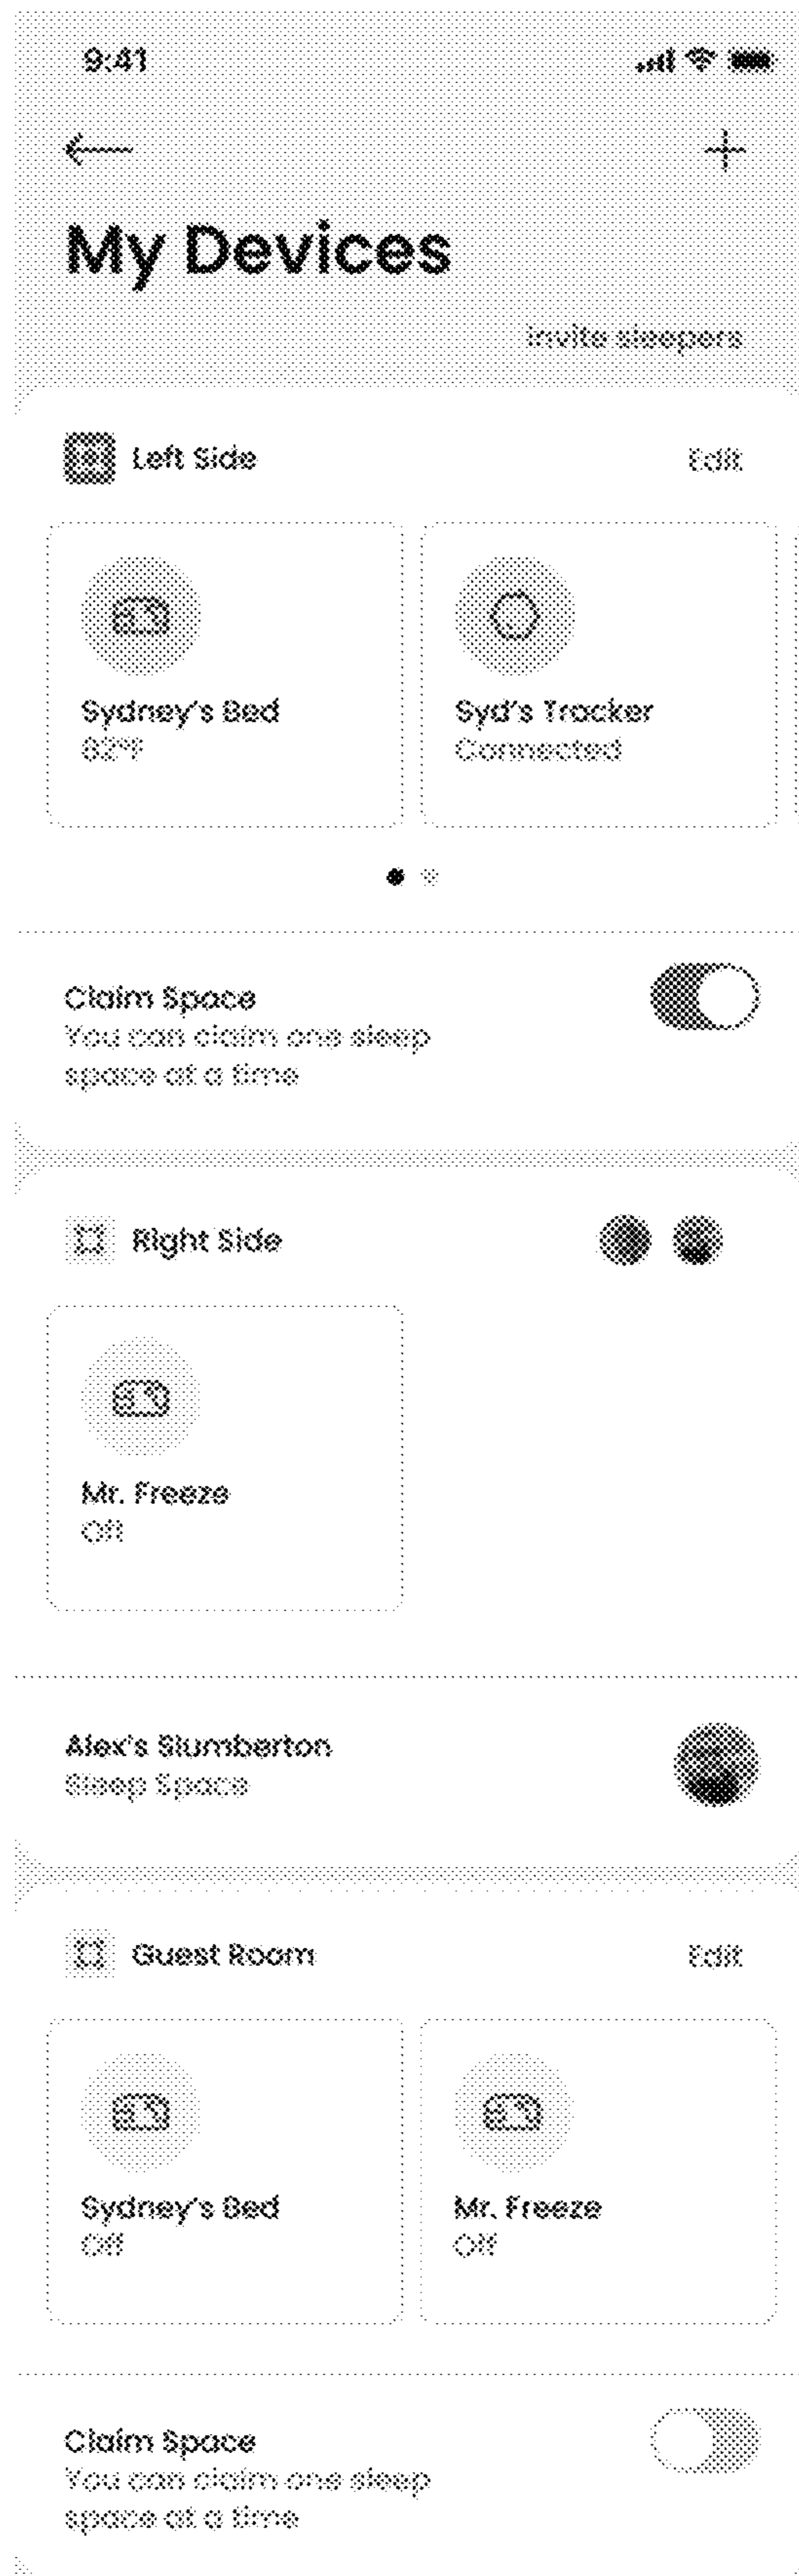 9:41
My Devices
Invite sleepers
Left Side
Edit
Sydney's Bed
82°F
Syd's Tracker
Connected
Claim Space
You can claim one sleep
space at a time
Right Side
Mr. Freeze
Off
Alex's Slumberton
Sleep Space
Guest Room
Edit
Sydney's Bed
Off
Mr. Freeze
Off
Claim Space
You can claim one sleep
space at a time